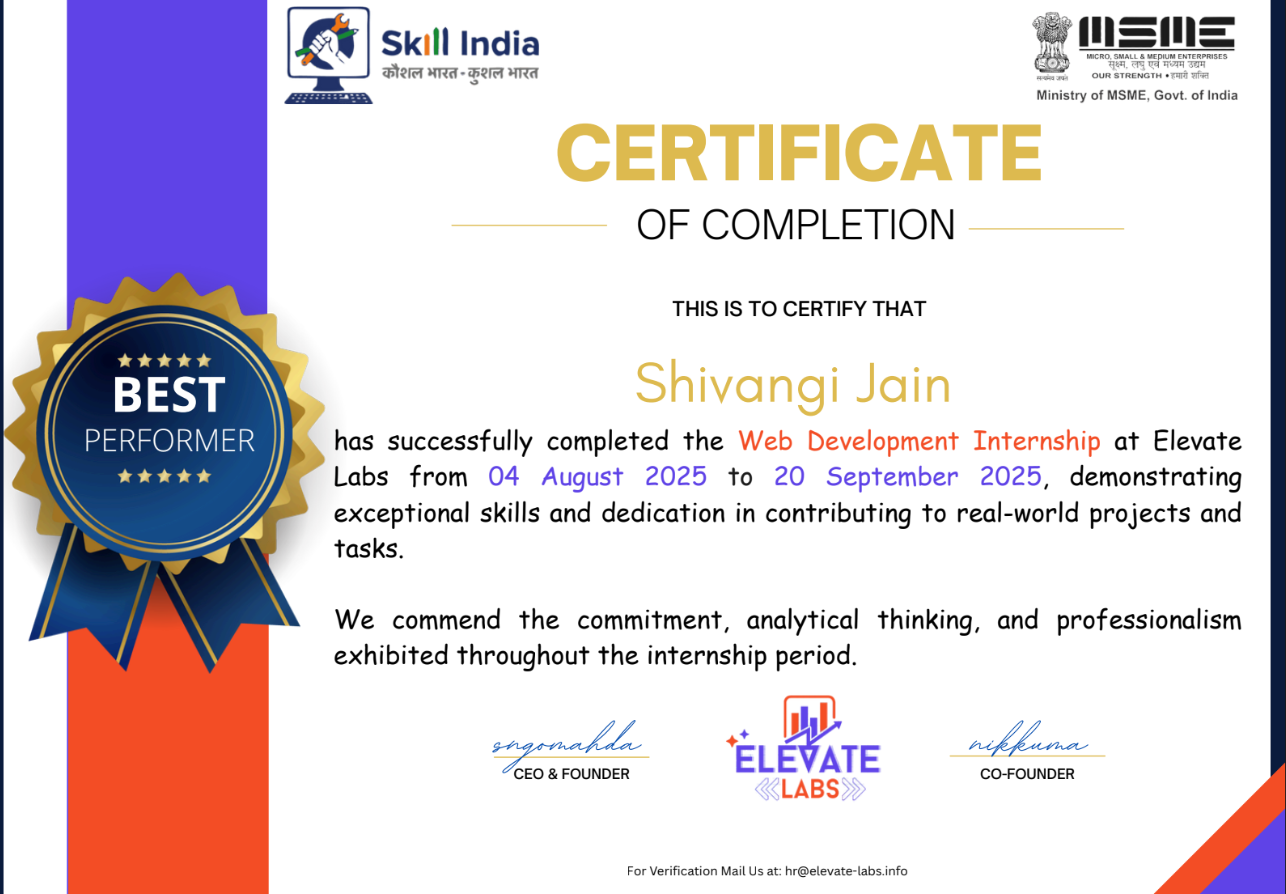 Skill India
कौशल भारत - कुशल भारत
MSME
MICRO, SMALL & MEDIUM ENTERPRISES
सूक्ष्म, लघु एवं मध्यम उद्यम
OUR STRENGTH • हमारी शक्ति
सत्यमेव जयते
Ministry of MSME, Govt. of India
CERTIFICATE
OF COMPLETION
THIS IS TO CERTIFY THAT
Shivangi Jain
BEST
PERFORMER
has successfully completed the Web Development Internship at Elevate
Labs from 04 August 2025 to 20 September 2025, demonstrating
exceptional skills and dedication in contributing to real-world projects and
tasks.
We commend the commitment, analytical thinking, and professionalism
exhibited throughout the internship period.
sngomahda
CEO & FOUNDER
ELEVATE
LABS
nikkuma
CO-FOUNDER
For Verification Mail Us at: hr@elevate-labs.info